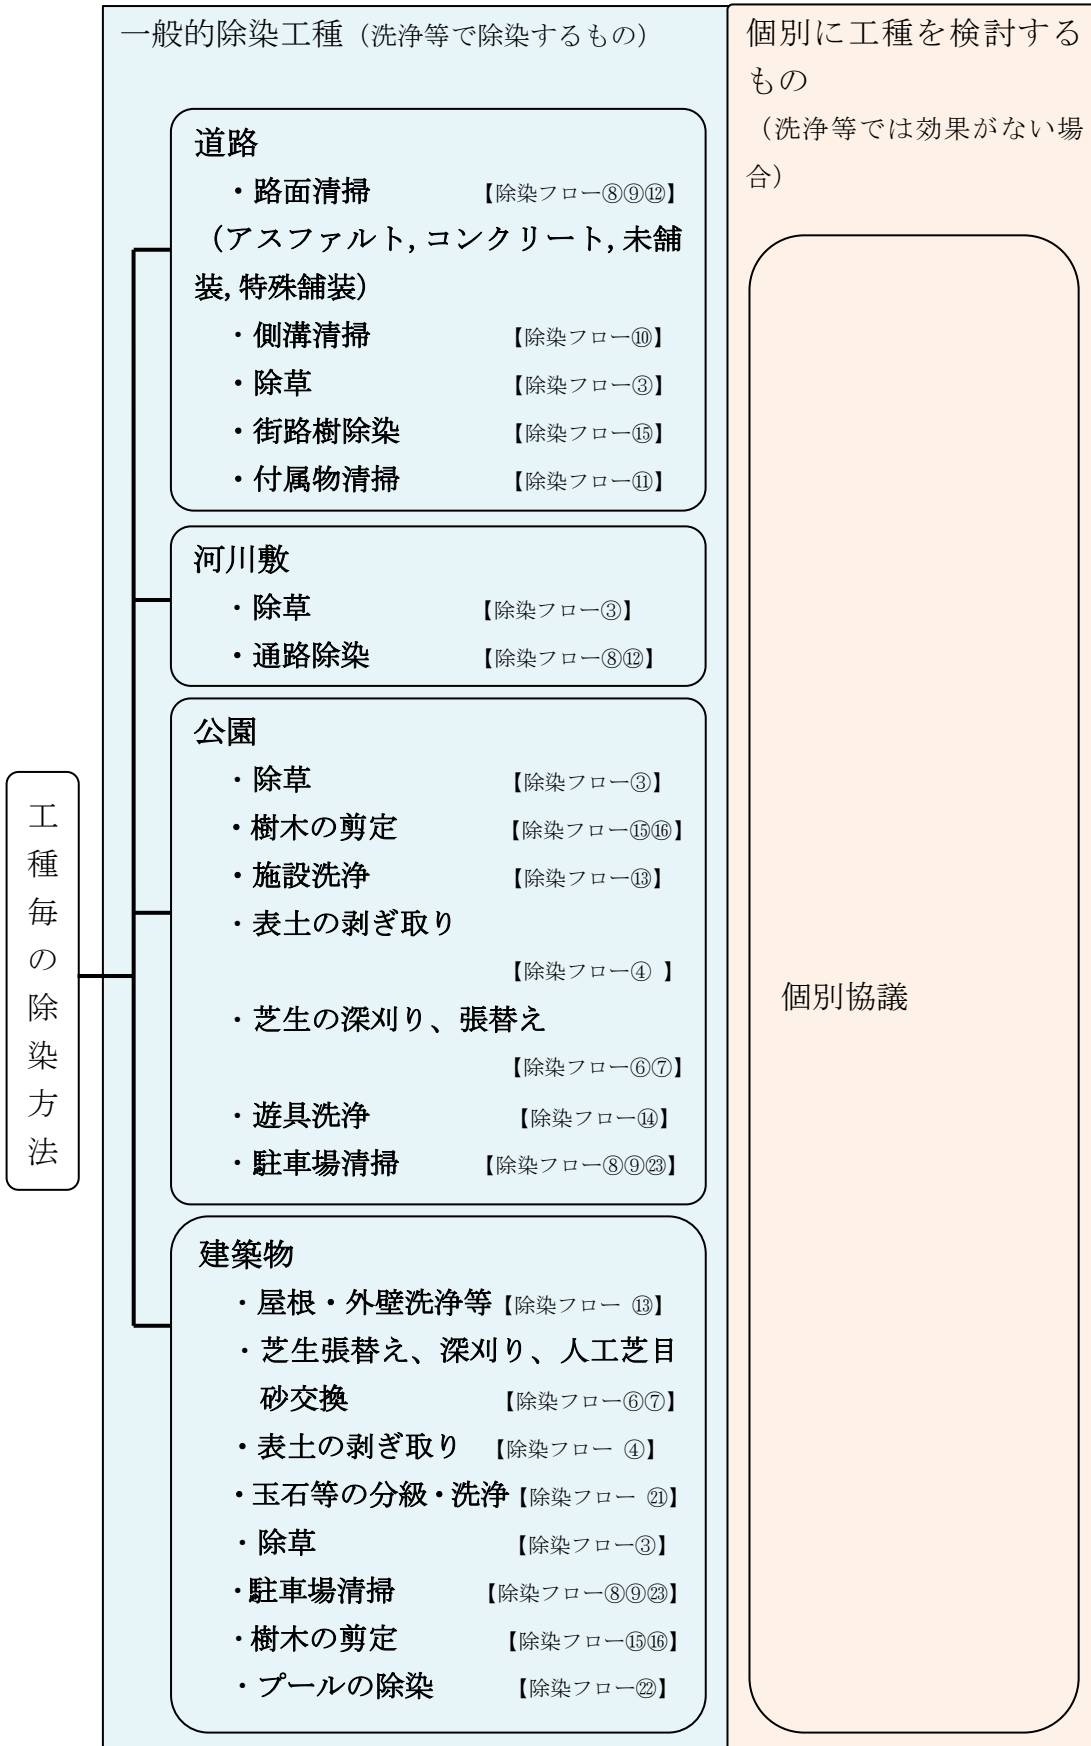 一般的除染工種（洗浄等で除染するもの）
道路
・路面清掃 【除染フロー⑧⑨⑫】
（アスファルト,コンクリート,未舗
装,特殊舗装）
・側溝清掃 【除染フロー⑩】
・除草 【除染フロー③】
・街路樹除染 【除染フロー⑮】
・付属物清掃 【除染フロー⑪】
河川敷
・除草 【除染フロー③】
・通路除染 【除染フロー⑧⑫】
公園
・除草 【除染フロー③】
・樹木の剪定 【除染フロー⑮⑯】
・施設洗浄 【除染フロー⑬】
・表土の剥ぎ取り
【除染フロー④ 】
・芝生の深刈り、張替え
【除染フロー⑥⑦】
・遊具洗浄 【除染フロー⑭】
・駐車場清掃 【除染フロー⑧⑨㉓】
建築物
・屋根・外壁洗浄等【除染フロー ⑬】
・芝生張替え、深刈り、人工芝目
砂交換 【除染フロー⑥⑦】
・表土の剥ぎ取り 【除染フロー ④】
・玉石等の分級・洗浄【除染フロー ㉑】
・除草 【除染フロー③】
・駐車場清掃 【除染フロー⑧⑨㉓】
・樹木の剪定 【除染フロー⑮⑯】
・プールの除染 【除染フロー㉒】
個別に工種を検討する
もの
（洗浄等では効果がない場
合）
個別協議
工種毎の除染方法